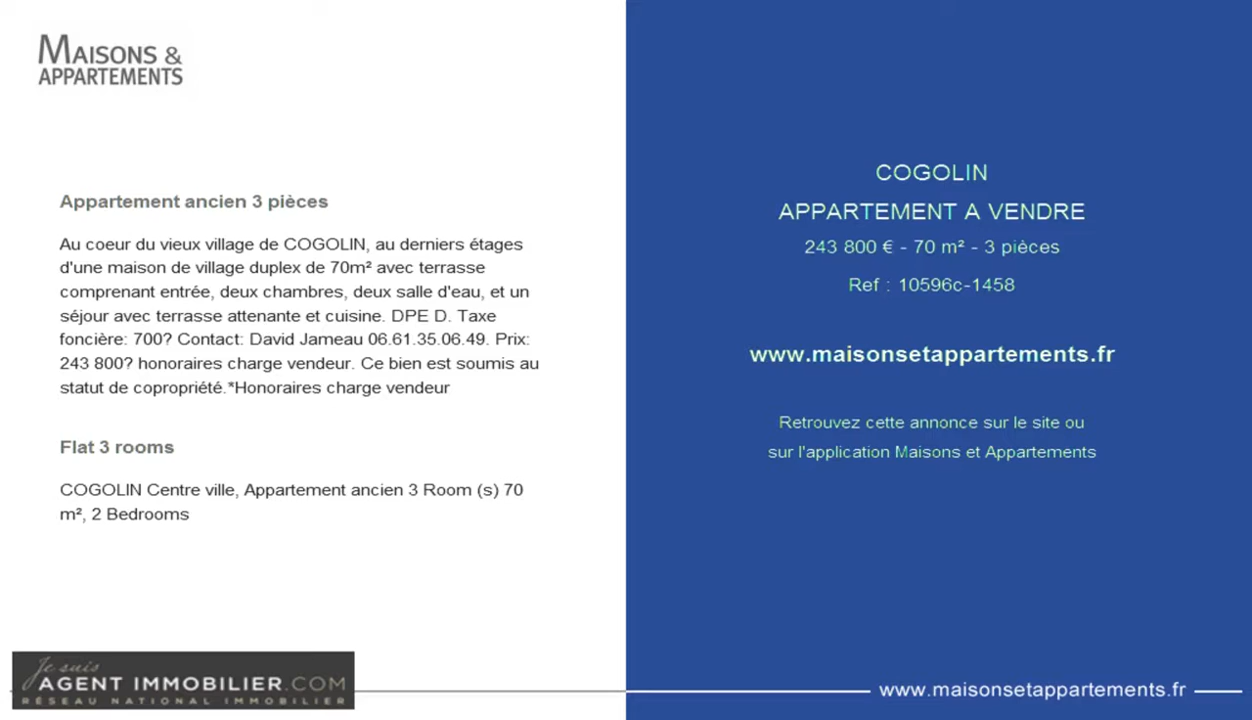 MAISONS &
APPARTEMENTS
Appartement ancien 3 pièces
Au coeur du vieux village de COGOLIN, au derniers étages
d'une maison de village duplex de 70m² avec terrasse
comprenant entrée, deux chambres, deux salle d'eau, et un
séjour avec terrasse attenante et cuisine. DPE D. Taxe
foncière: 700? Contact: David Jameau 06.61.35.06.49. Prix:
243 800? honoraires charge vendeur. Ce bien est soumis au
statut de copropriété.*Honoraires charge vendeur
Flat 3 rooms
COGOLIN Centre ville, Appartement ancien 3 Room (s) 70
m², 2 Bedrooms
Je suis
AGENT IMMOBILIER.COM
RÉSEAU NATIONAL IMMOBILIER
COGOLIN
APPARTEMENT A VENDRE
243 800 € - 70 m² - 3 pièces
Ref : 10596c-1458
www.maisonsetappartements.fr
Retrouvez cette annonce sur le site ou
sur l'application Maisons et Appartements
www.maisonsetappartements.fr